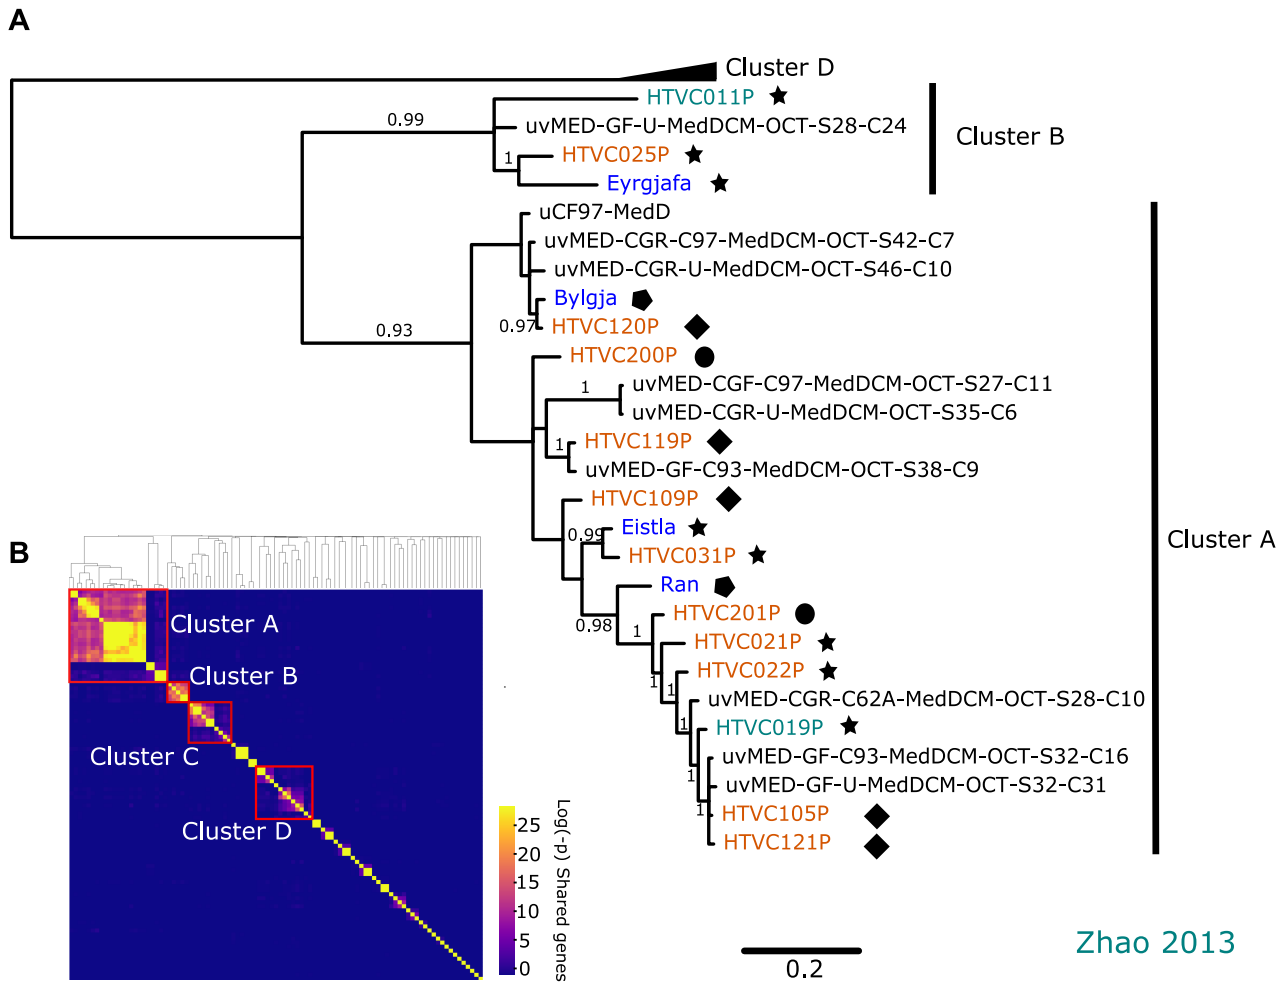 A
Cluster D
HTVC011P
0.99
uvMED-GF-U-MedDCM-OCT-S28-C24
Cluster B
1
HTVC025P
Eyrgjafa
uCF97-MedD
uvMED-CGR-C97-MedDCM-OCT-S42-C7
uvMED-CGR-U-MedDCM-OCT-S46-C10
Bylgja
0.97
HTVC120P
0.93
HTVC200P
1
uvMED-CGF-C97-MedDCM-OCT-S27-C11
uvMED-CGR-U-MedDCM-OCT-S35-C6
1
HTVC119P
uvMED-GF-C93-MedDCM-OCT-S38-C9
HTVC109P
0.99
Eistla
HTVC031P
Cluster A
Ran
0.98
HTVC201P
1
HTVC021P
1
HTVC022P
1
uvMED-CGR-C62A-MedDCM-OCT-S28-C10
1
HTVC019P
uvMED-GF-C93-MedDCM-OCT-S32-C16
1
uvMED-GF-U-MedDCM-OCT-S32-C31
1
HTVC105P
HTVC121P
B
Cluster A
Cluster B
Cluster C
Cluster D
25
20
15
10
5
0
Log(-p) Shared genes
0.2
Zhao 2013